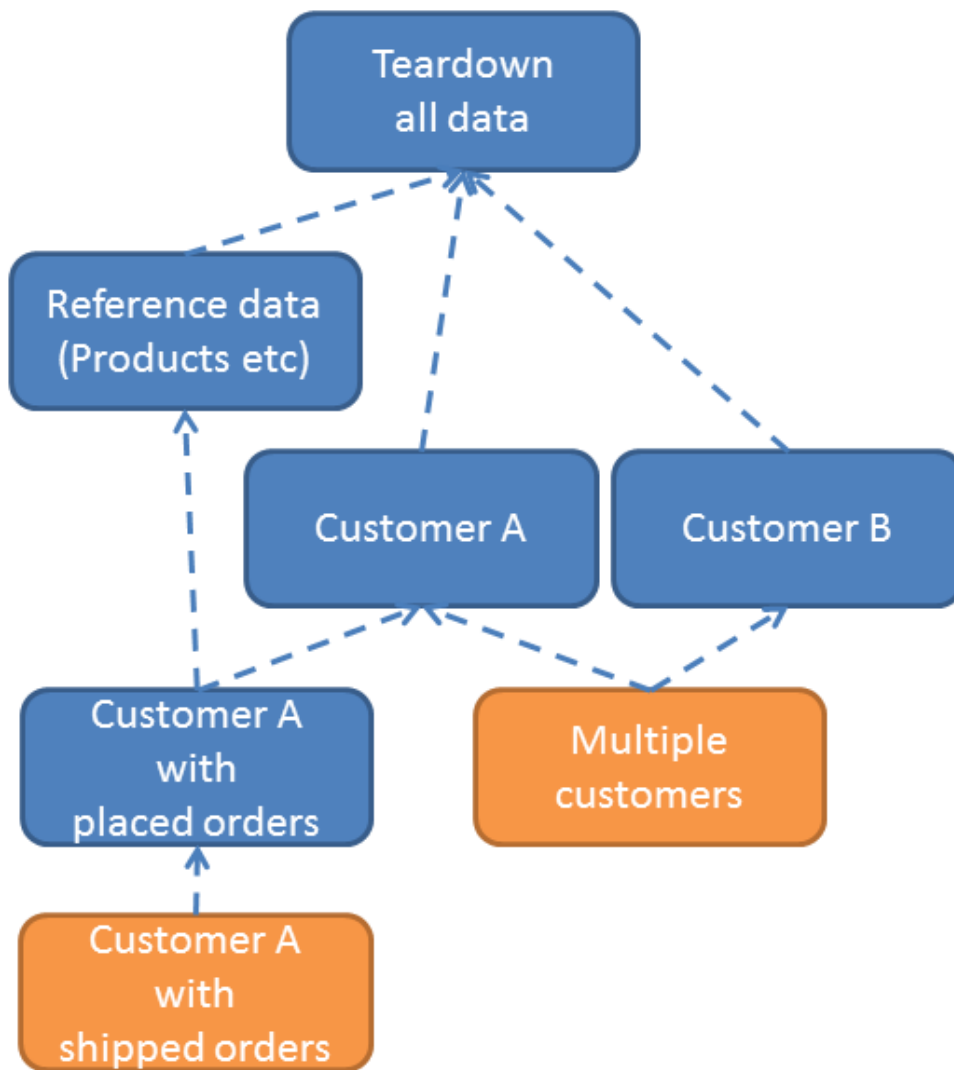 Teardown
all data
Reference data
(Products etc)
Customer A
Customer B
Customer A
with
placed orders
Multiple
customers
Customer A
with
shipped orders